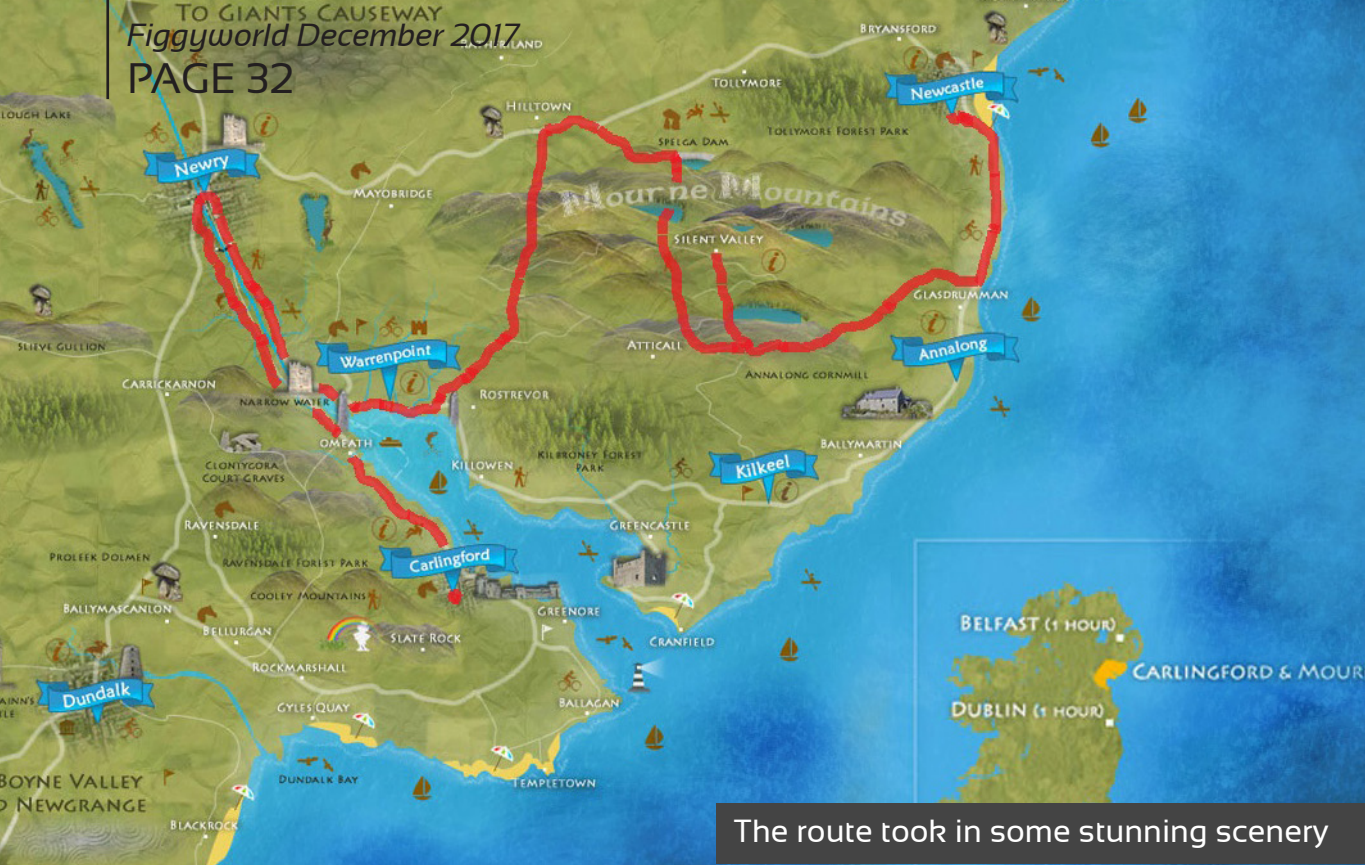 TO GIANTS CAUSEWAY
Figgyworld December 2017
PAGE 32
BRYANSFORD
Newcastle
TOLLYMORE
HILLTOWN
TOLLYMORE FOREST PARK
LOUGH LAKE
SPELGA DAM
Newry
MAYOBRIDGE
Mourne Mountains
SILENT VALLEY
GLASDRUMMAN
SLIEVE GULLION
ATTICALL
Annalong
Warrenpoint
ANNALONG CORNMILL
CARRICKARNON
NARROW WATER
ROSTREVOR
OMEATH
BALLYMARTIN
CLONTYGORA
COURT GRAVES
KILLOWEN
KILBRONEY FOREST
PARK
Kilkeel
RAVENSDALE
GREENCASTLE
PROLEEK DOLMEN
RAVENSDALE FOREST PARK
Carlingford
COOLEY MOUNTAINS
BALLYMASCANLON
GREENORE
BELLURGAN
SLATE ROCK
CRANFIELD
BELFAST (1 HOUR)
ROCKMARSHALL
CARLINGFORD & MOUR
Dundalk
GYLES QUAY
BALLAGAN
DUBLIN (1 HOUR)
DUNDALK BAY
TEMPLETOWN
BOYNE VALLEY
NEWGRANGE
BLACKROCK
The route took in some stunning scenery